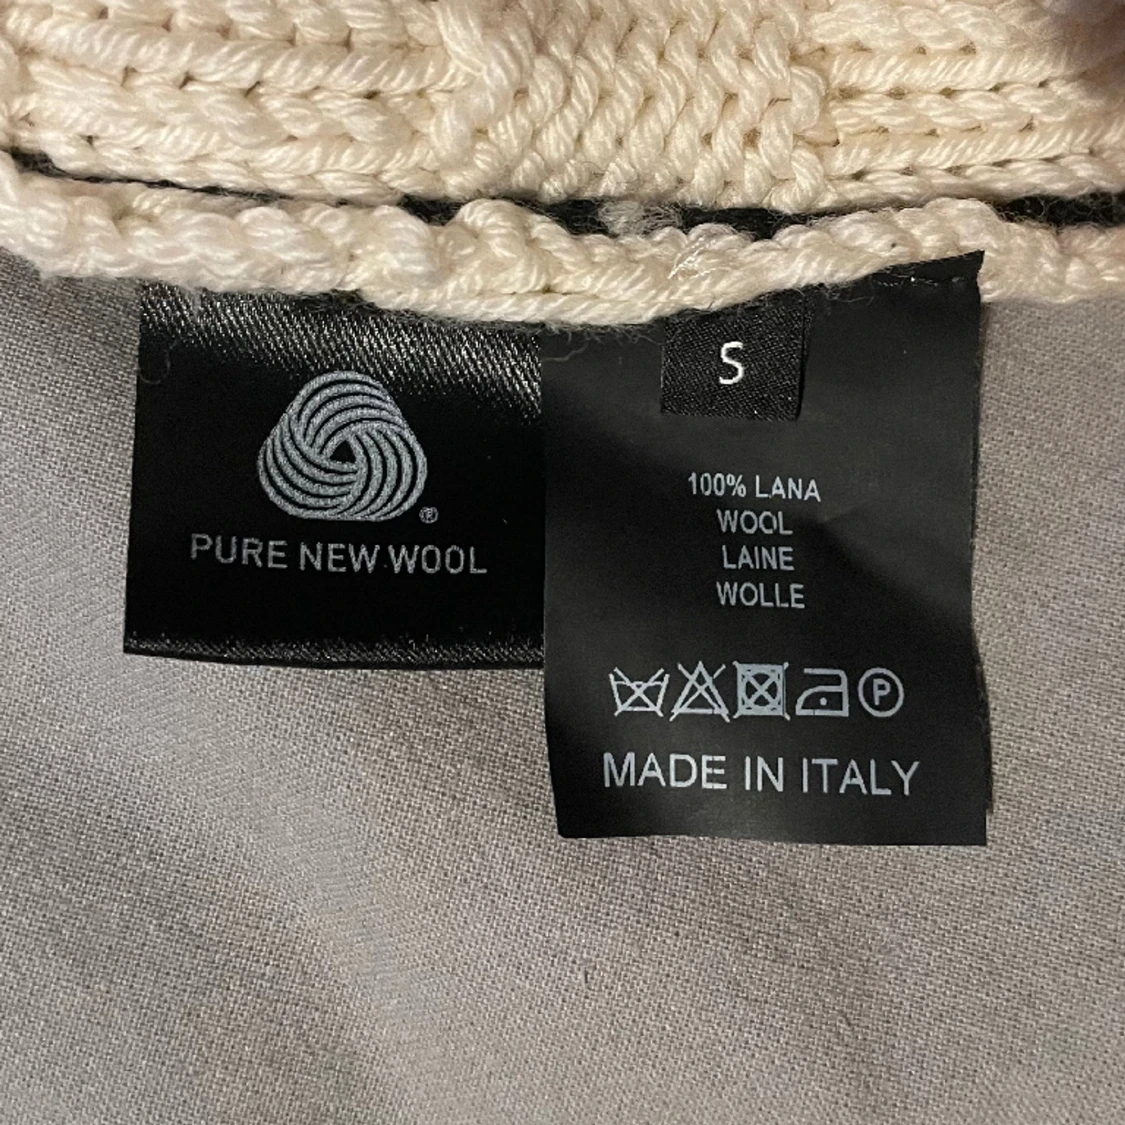 ®
PURE NEW WOOL
S
100% LANA
WOOL
LAINE
WOLLE
P
MADE IN ITALY